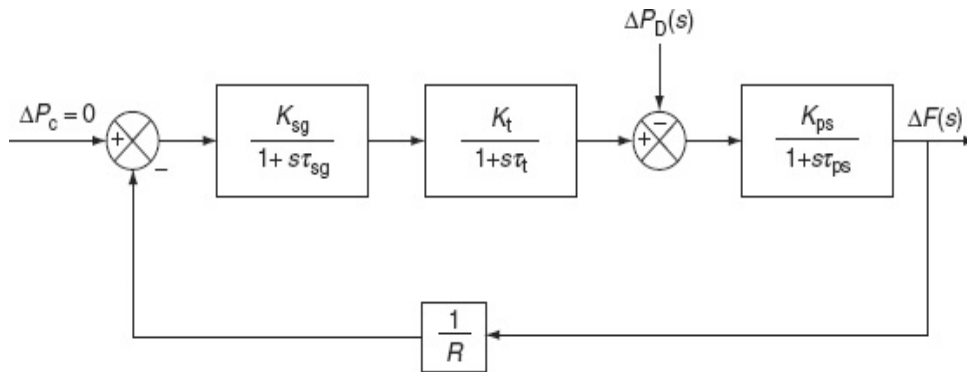 ΔP_D(s)
ΔP_c = 0
+
−
K_sg
1+ sτ_sg
K_t
1+sτ_t
+
−
K_ps
1+sτ_ps
ΔF(s)
1
R